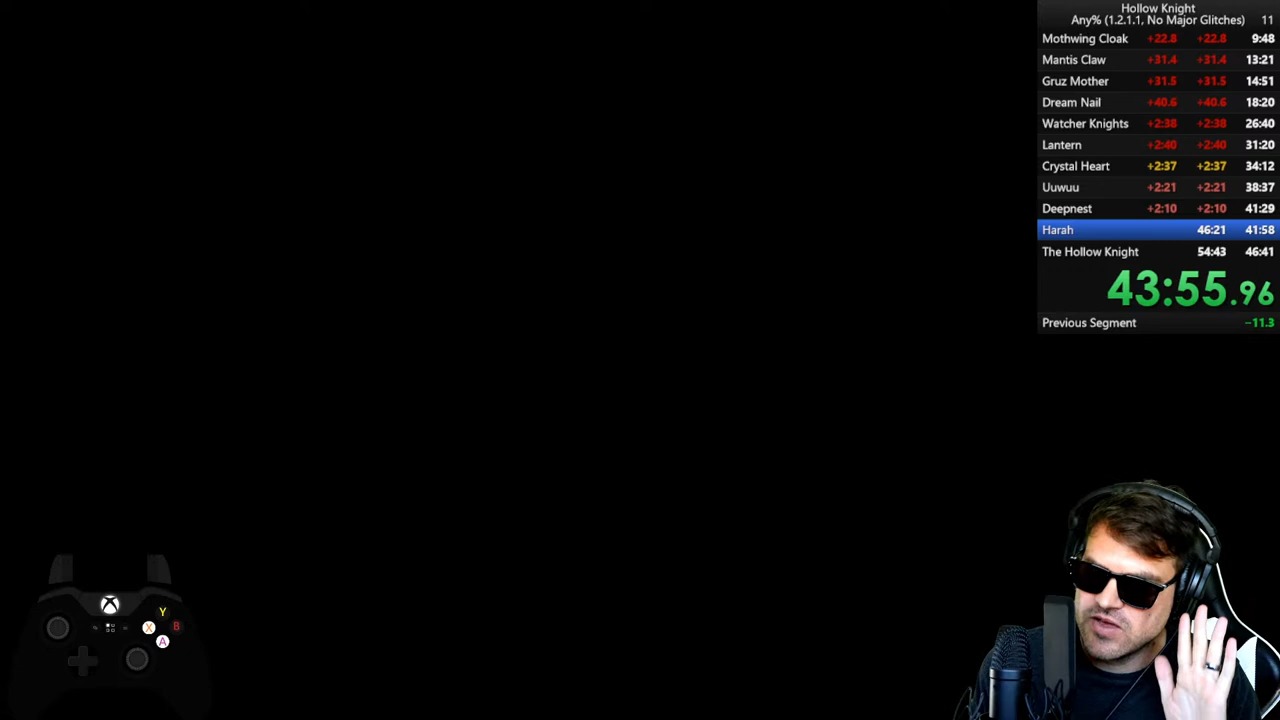 Hollow Knight
Any% (1.2.1.1, No Major Glitches) 11
Mothwing Cloak +22.8 +22.8 9:48
Mantis Claw +31.4 +31.4 13:21
Gruz Mother +31.5 +31.5 14:51
Dream Nail +40.6 +40.6 18:20
Watcher Knights +2:38 +2:38 26:40
Lantern +2:40 +2:40 31:20
Crystal Heart +2:37 +2:37 34:12
Uuwuu +2:21 +2:21 38:37
Deepnest +2:10 +2:10 41:29
Harah 46:21 41:58
The Hollow Knight 54:43 46:41
43:55.96
Previous Segment −11.3
Y
X B
A